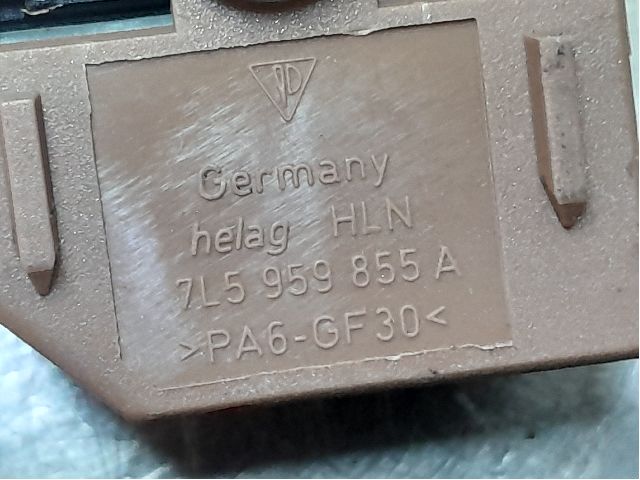 Germany
helag HLN
7L5 959 855 A
>PA6-GF30<